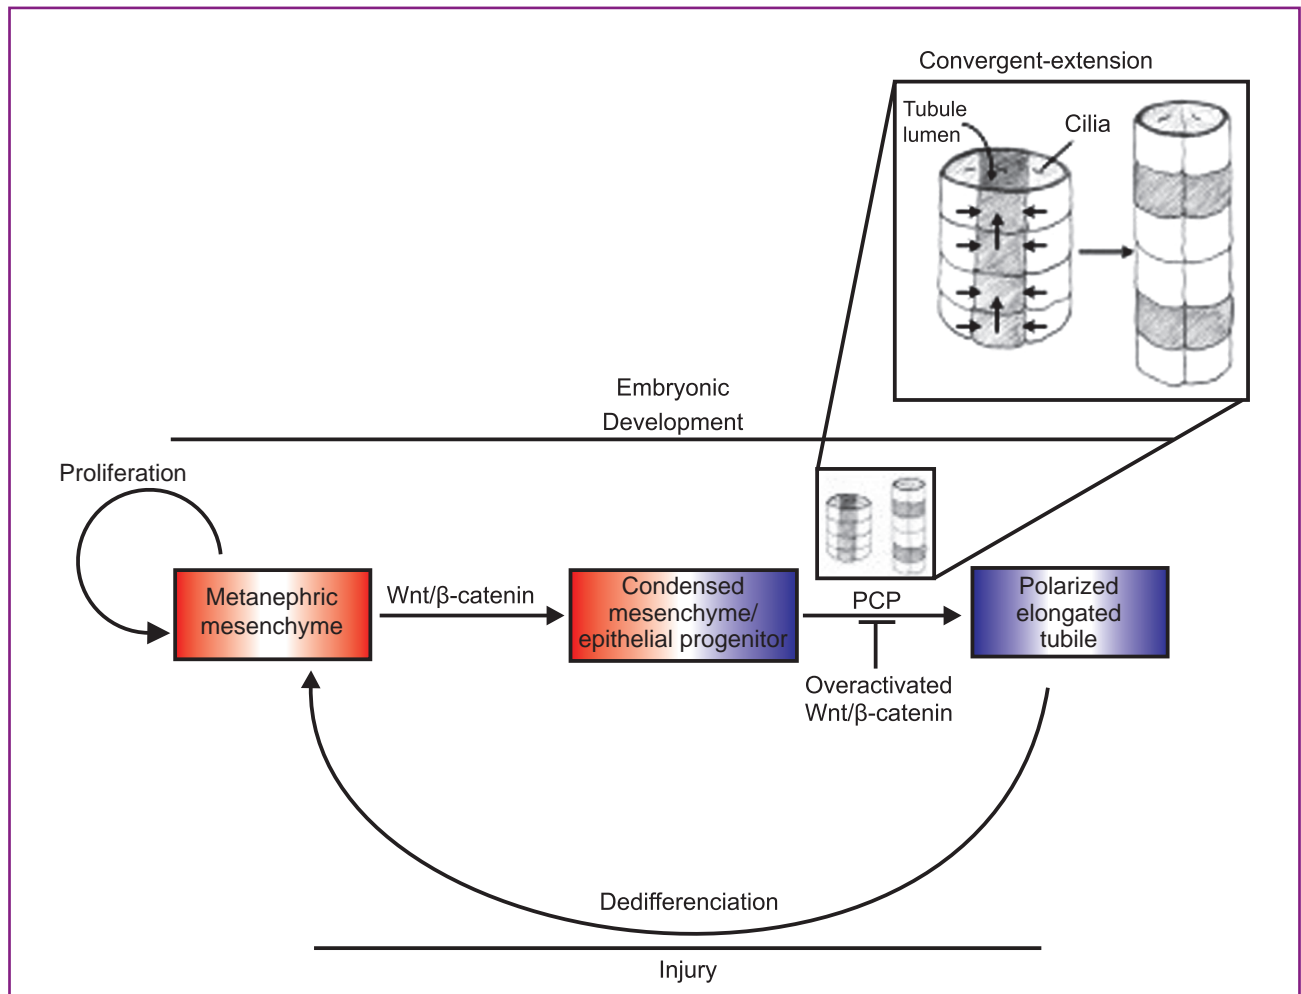 Convergent-extension
Tubule
lumen
Cilia
Embryonic
Development
Proliferation
Metanephric
mesenchyme
Wnt/β-catenin
Condensed
mesenchyme/
epithelial progenitor
PCP
Polarized
elongated
tubile
Overactivated
Wnt/β-catenin
Dedifferenciation
Injury